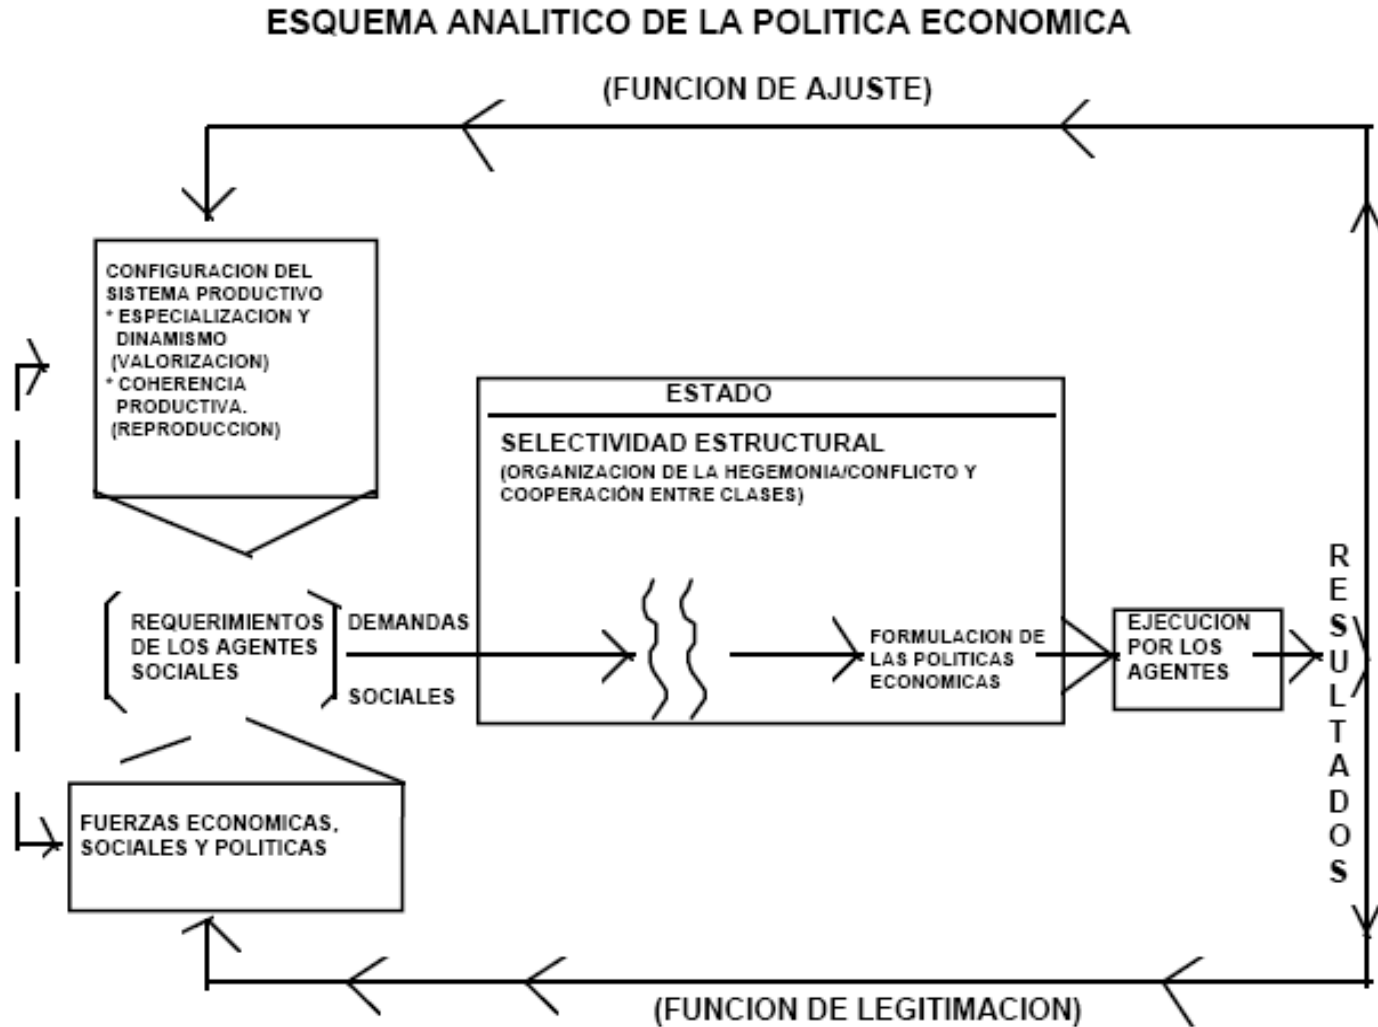 ESQUEMA ANALITICO DE LA POLITICA ECONOMICA
(FUNCION DE AJUSTE)
CONFIGURACION DEL
SISTEMA PRODUCTIVO
* ESPECIALIZACION Y
DINAMISMO
(VALORIZACION)
* COHERENCIA
PRODUCTIVA.
(REPRODUCCION)
ESTADO
SELECTIVIDAD ESTRUCTURAL
(ORGANIZACION DE LA HEGEMONIA/CONFLICTO Y
COOPERACIÓN ENTRE CLASES)
REQUERIMIENTOS
DE LOS AGENTES
SOCIALES
DEMANDAS
SOCIALES
FORMULACION DE
LAS POLITICAS
ECONOMICAS
EJECUCION
POR LOS
AGENTES
RESULTADOS
FUERZAS ECONOMICAS,
SOCIALES Y POLITICAS
(FUNCION DE LEGITIMACION)